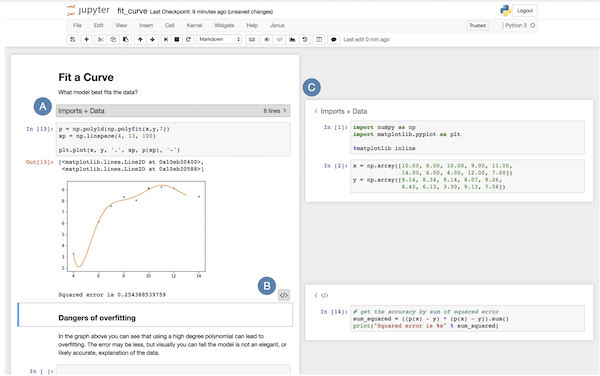 jupyter fit_curve Last Checkpoint: 9 minutes ago (unsaved changes) Logout
File Edit View Insert Cell Kernel Widgets Help Janus Trusted Python 3
Markdown Last edit 0 min ago
Fit a Curve
What model best fits the data?
A
Imports + Data 8 lines >
In [13]: p = np.poly1d(np.polyfit(x,y,7))
xp = np.linspace(4, 13, 100)
plt.plot(x, y, '.', xp, p(xp), '-')
Out[13]: [<matplotlib.lines.Line2D at 0x10eb30400>,
<matplotlib.lines.Line2D at 0x10eb30588>]
9
8
7
6
5
4
3
2
4 6 8 10 12 14
Squared error is 0.254388539759
B
</>
Dangers of overfitting
In the graph above you can see that using a high degree polynomial can lead to
overfitting. The error may be less, but visually you can tell the model is not an elegant, or
likely accurate, explanation of the data.
In [ ]:
C
< Imports + Data
In [1]: import numpy as np
import matplotlib.pyplot as plt
%matplotlib inline
In [2]: x = np.array([10.00, 8.00, 10.00, 9.00, 11.00,
14.00, 6.00, 4.00, 12.00, 7.00])
y = np.array([9.14, 8.34, 9.14, 8.07, 9.26,
8.40, 6.13, 3.30, 9.13, 7.56])
< </>
In [14]: # get the accuracy by sum of squared error
sum_squared = ((p(x) - y) * (p(x) - y)).sum()
print("Squared error is %s" % sum_squared)